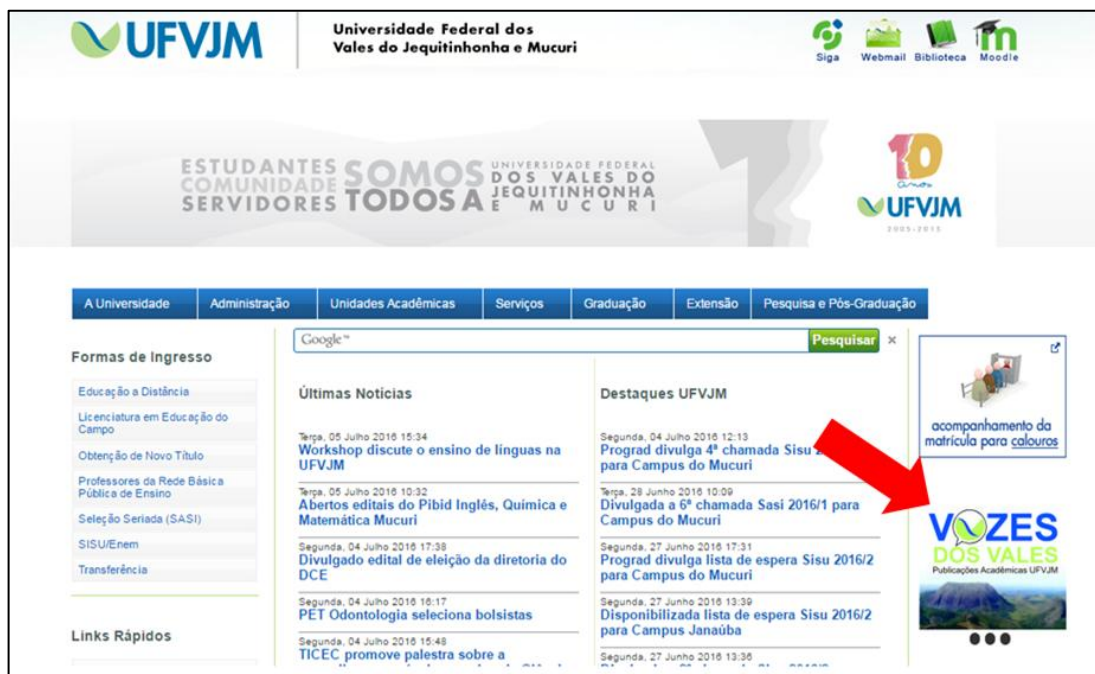 UFVJM
Universidade Federal dos
Vales do Jequitinhonha e Mucuri
Siga
Webmail
Biblioteca
Moodle
ESTUDANTES
COMUNIDADE
SERVIDORES
SOMOS
TODOS A
UNIVERSIDADE FEDERAL
DOS VALES DO
JEQUITINHONHA
E MUCURI
10
anos
UFVJM
2005-2015
A Universidade
Administração
Unidades Acadêmicas
Serviços
Graduação
Extensão
Pesquisa e Pós-Graduação
Formas de Ingresso
Educação a Distância
Licenciatura em Educação do
Campo
Obtenção de Novo Título
Professores da Rede Básica
Pública de Ensino
Seleção Seriada (SASI)
SISU/Enem
Transferência
Links Rápidos
Google™
Pesquisar ×
Últimas Notícias
Terça, 05 Julho 2016 15:34
Workshop discute o ensino de línguas na
UFVJM
Terça, 05 Julho 2016 10:32
Abertos editais do Pibid Inglês, Química e
Matemática Mucuri
Segunda, 04 Julho 2016 17:38
Divulgado edital de eleição da diretoria do
DCE
Segunda, 04 Julho 2016 16:17
PET Odontologia seleciona bolsistas
Segunda, 04 Julho 2016 15:48
TICEC promove palestra sobre a
Destaques UFVJM
Segunda, 04 Julho 2016 12:13
Prograd divulga 4ª chamada Sisu 2
para Campus do Mucuri
Terça, 28 Junho 2016 10:09
Divulgada a 6ª chamada Sasi 2016/1 para
Campus do Mucuri
Segunda, 27 Junho 2016 17:31
Prograd divulga lista de espera Sisu 2016/2
para Campus do Mucuri
Segunda, 27 Junho 2016 13:39
Disponibilizada lista de espera Sisu 2016/2
para Campus Janaúba
Segunda, 27 Junho 2016 13:36
acompanhamento da
matrícula para calouros
VOZES
DOS VALES
Publicações Acadêmicas UFVJM